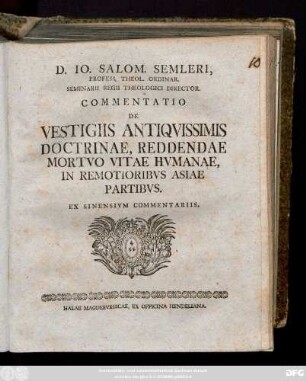 10
D. IO. SALOM. SEMLERI,
PROFESS. THEOL. ORDINAR.
SEMINARII REGII THEOLOGICI DIRECTOR.
COMMENTATIO
DE
VESTIGIIS ANTIQVISSIMIS
DOCTRINAE, REDDENDAE
MORTVO VITAE HVMANAE,
IN REMOTIORIBVS ASIAE
PARTIBVS.
EX SINENSIVM COMMENTARIIS.
HALAE MAGDEBVRGICAE, EX OFFICINA HENDELIANA.